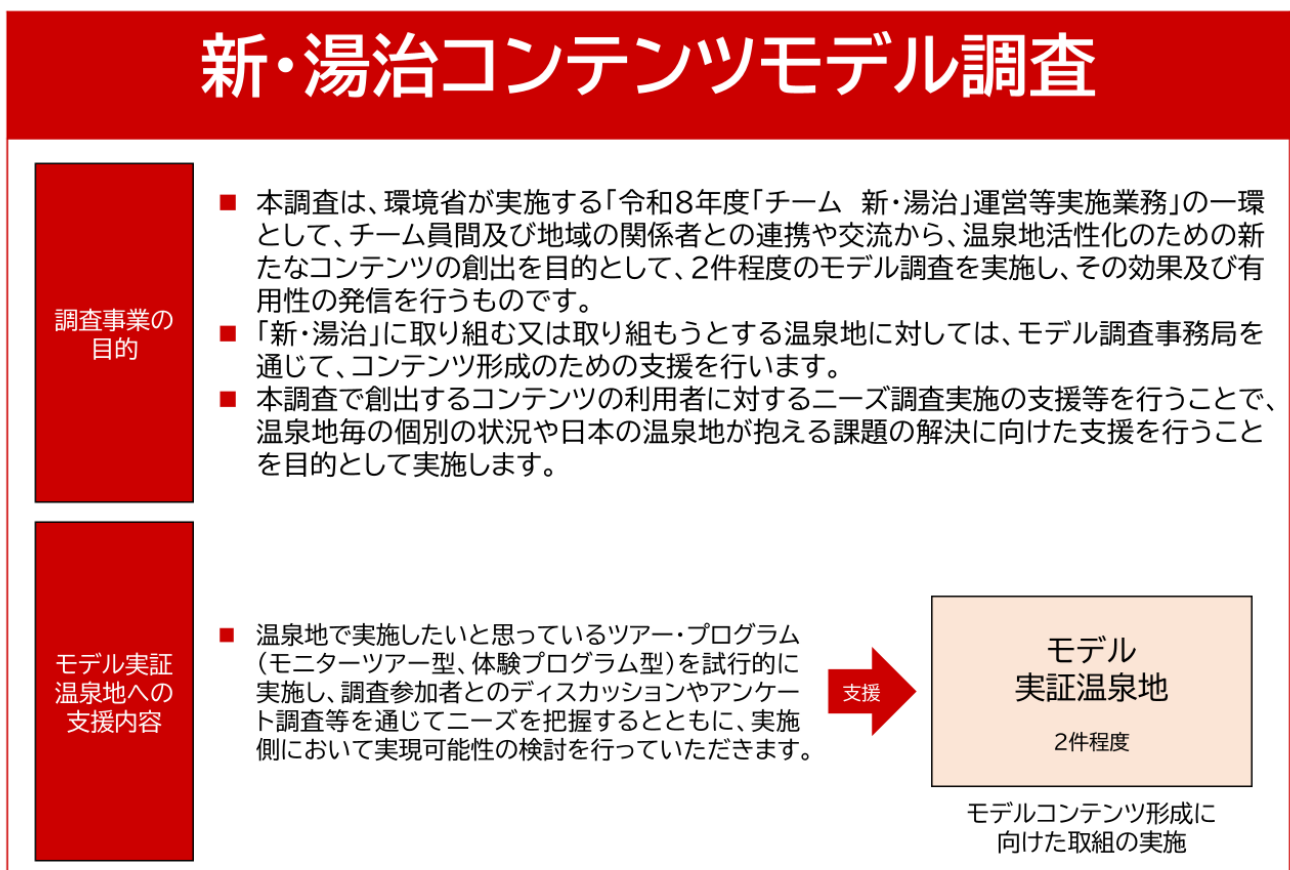 新・湯治コンテンツモデル調査
調査事業の
目的
■ 本調査は、環境省が実施する「令和8年度「チーム　新・湯治」運営等実施業務」の一環
として、チーム員間及び地域の関係者との連携や交流から、温泉地活性化のための新
たなコンテンツの創出を目的として、2件程度のモデル調査を実施し、その効果及び有
用性の発信を行うものです。
■ 「新・湯治」に取り組む又は取り組もうとする温泉地に対しては、モデル調査事務局を
通じて、コンテンツ形成のための支援を行います。
■ 本調査で創出するコンテンツの利用者に対するニーズ調査実施の支援等を行うことで、
温泉地毎の個別の状況や日本の温泉地が抱える課題の解決に向けた支援を行うこと
を目的として実施します。
モデル実証
温泉地への
支援内容
■ 温泉地で実施したいと思っているツアー・プログラム
（モニターツアー型、体験プログラム型）を試行的に
実施し、調査参加者とのディスカッションやアンケー
ト調査等を通じてニーズを把握するとともに、実施
側において実現可能性の検討を行っていただきます。
支援
モデル
実証温泉地
2件程度
モデルコンテンツ形成に
向けた取組の実施